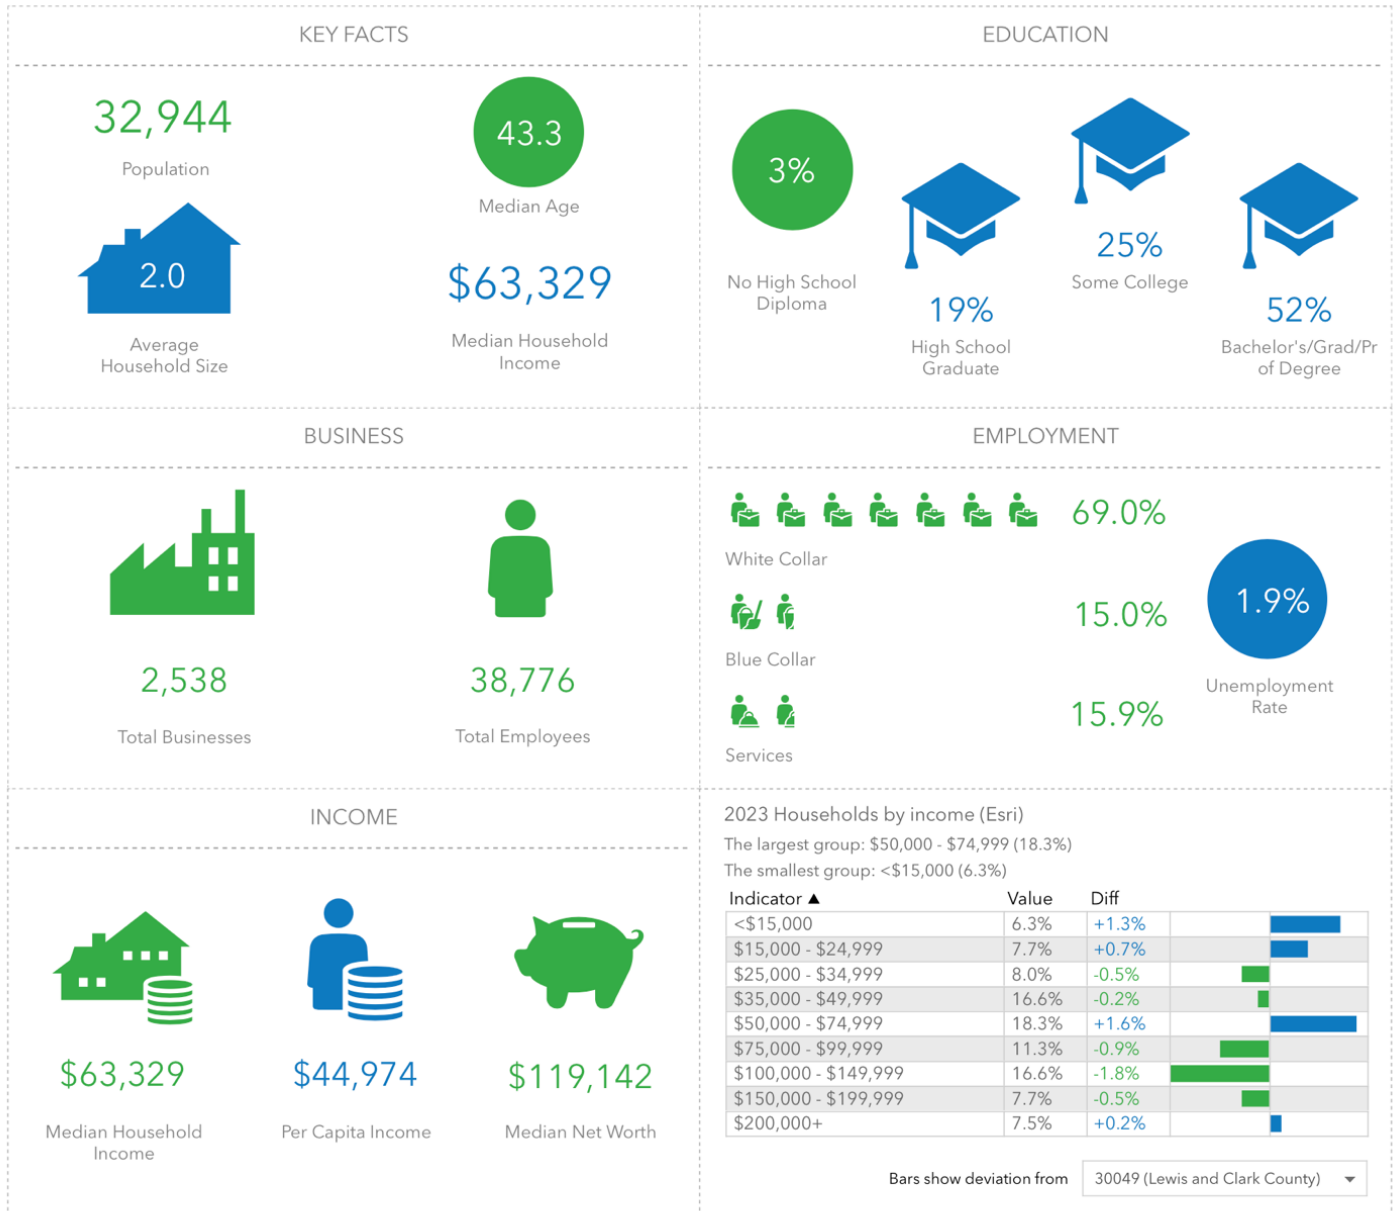 KEY FACTS
32,944
Population
43.3
Median Age
2.0
Average
Household Size
$63,329
Median Household
Income
EDUCATION
3%
No High School
Diploma
19%
High School
Graduate
25%
Some College
52%
Bachelor's/Grad/Pr
of Degree
BUSINESS
2,538
Total Businesses
38,776
Total Employees
EMPLOYMENT
69.0%
White Collar
15.0%
Blue Collar
15.9%
Services
1.9%
Unemployment
Rate
INCOME
$63,329
Median Household
Income
$44,974
Per Capita Income
$119,142
Median Net Worth
2023 Households by income (Esri)
The largest group: $50,000 - $74,999 (18.3%)
The smallest group: <$15,000 (6.3%)
Indicator ▲ Value Diff
<$15,000 6.3% +1.3%
$15,000 - $24,999 7.7% +0.7%
$25,000 - $34,999 8.0% -0.5%
$35,000 - $49,999 16.6% -0.2%
$50,000 - $74,999 18.3% +1.6%
$75,000 - $99,999 11.3% -0.9%
$100,000 - $149,999 16.6% -1.8%
$150,000 - $199,999 7.7% -0.5%
$200,000+ 7.5% +0.2%
Bars show deviation from 30049 (Lewis and Clark County)